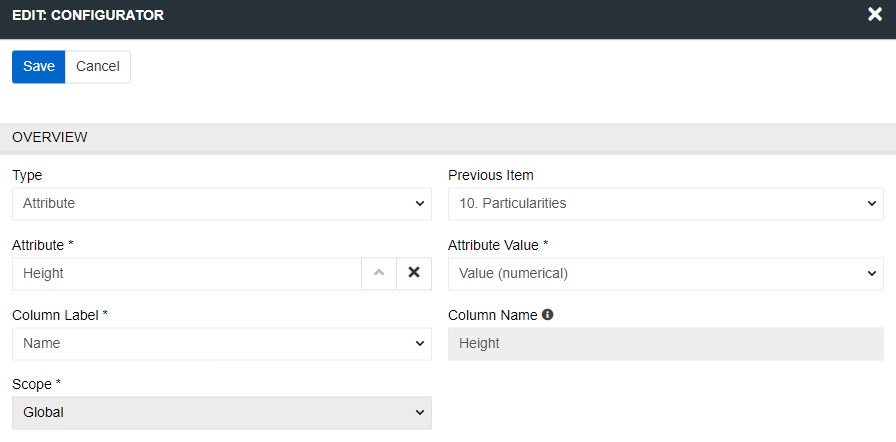 EDIT: CONFIGURATOR
Save Cancel
OVERVIEW
Type Previous Item
Attribute 10. Particularities
Attribute * Attribute Value *
Height Value (numerical)
Column Label * Column Name
Name Height
Scope *
Global